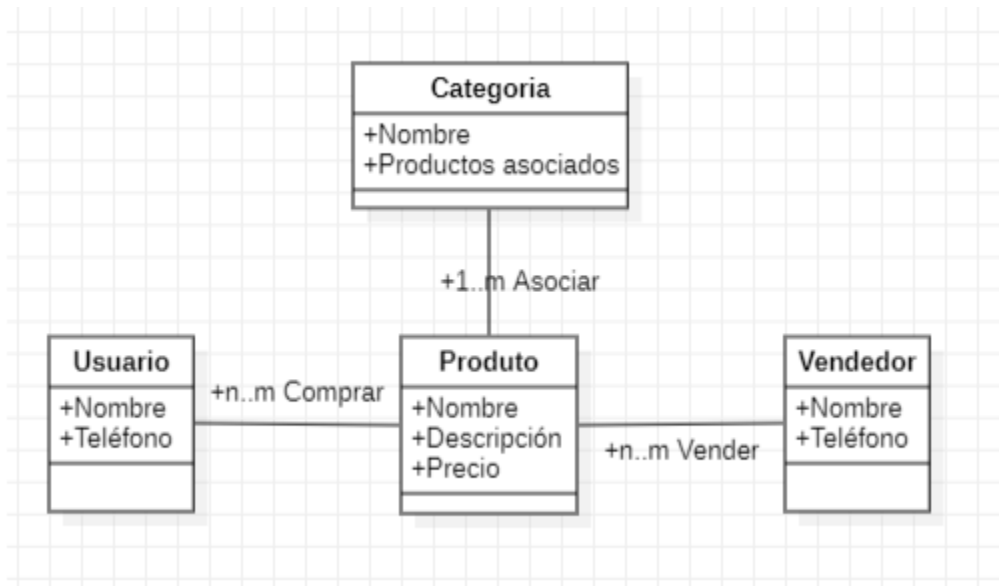 Categoria
+Nombre
+Productos asociados
+1..m Asociar
Usuario
+Nombre
+Teléfono
+n..m Comprar
Produto
+Nombre
+Descripción
+Precio
+n..m Vender
Vendedor
+Nombre
+Teléfono